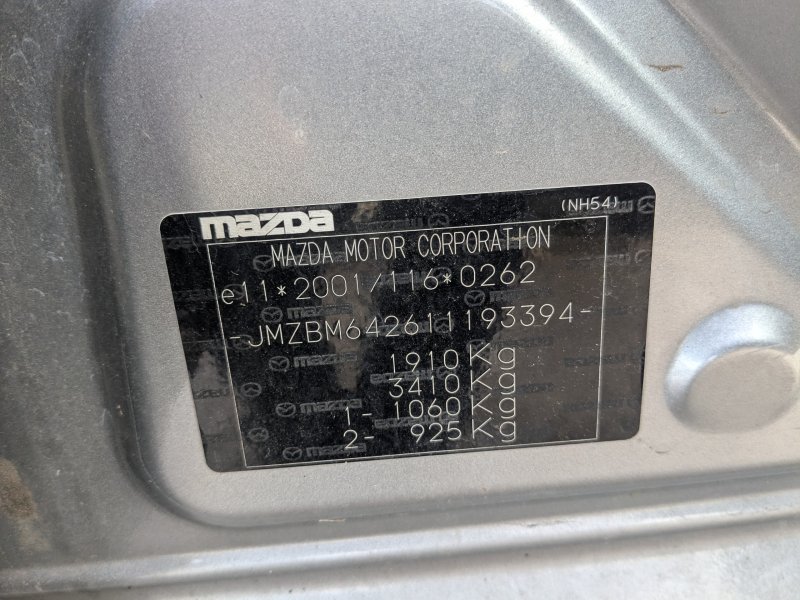 mazda
(NH54)
MAZDA MOTOR CORPORATION
e11*2001/116*0262
-JMZBM642611193394-
1910 Kg
3410 Kg
1- 1060 Kg
2- 925 Kg